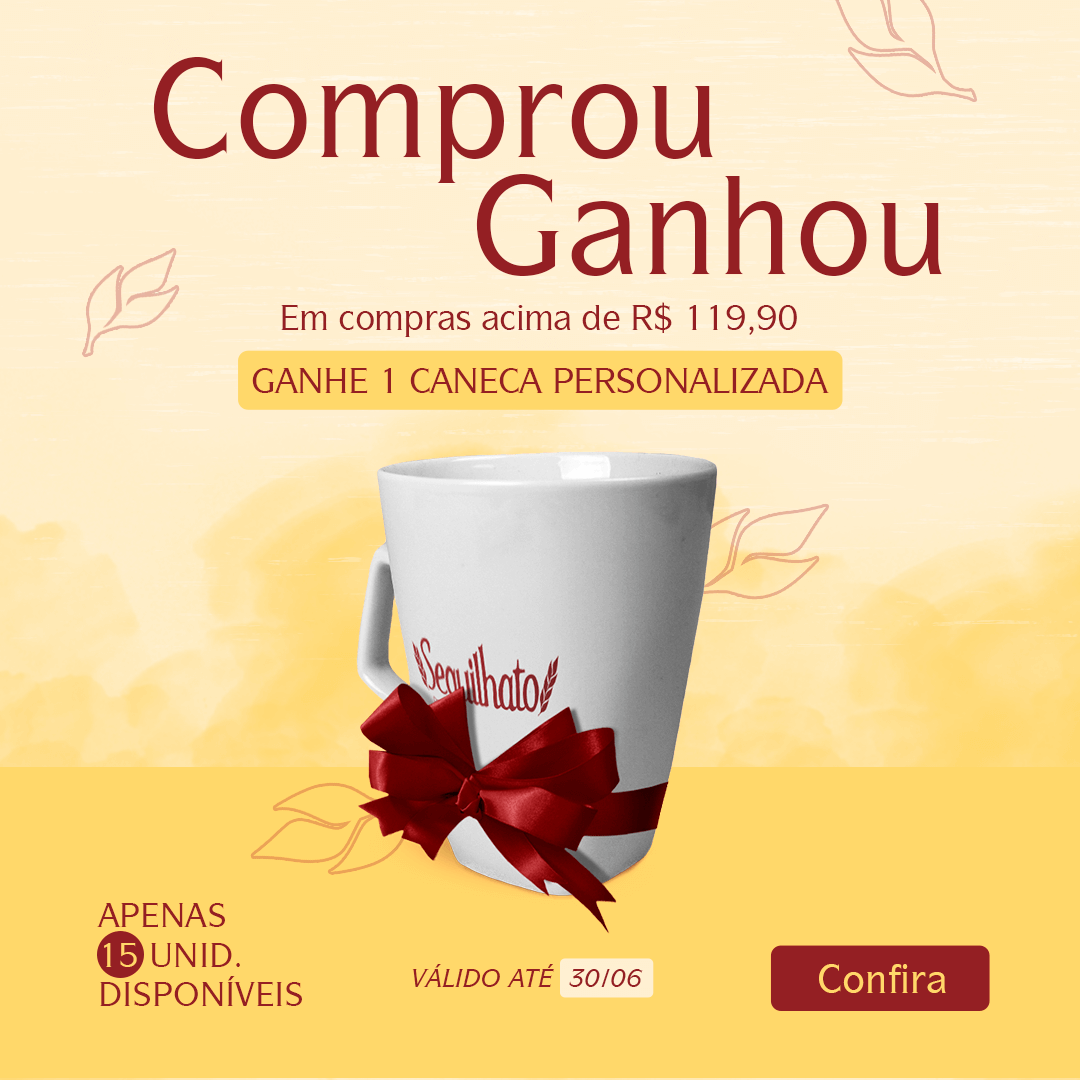 Comprou
Ganhou
Em compras acima de R$ 119,90
GANHE 1 CANECA PERSONALIZADA
Sequilhato
APENAS
15 UNID.
DISPONÍVEIS
VÁLIDO ATÉ 30/06
Confira